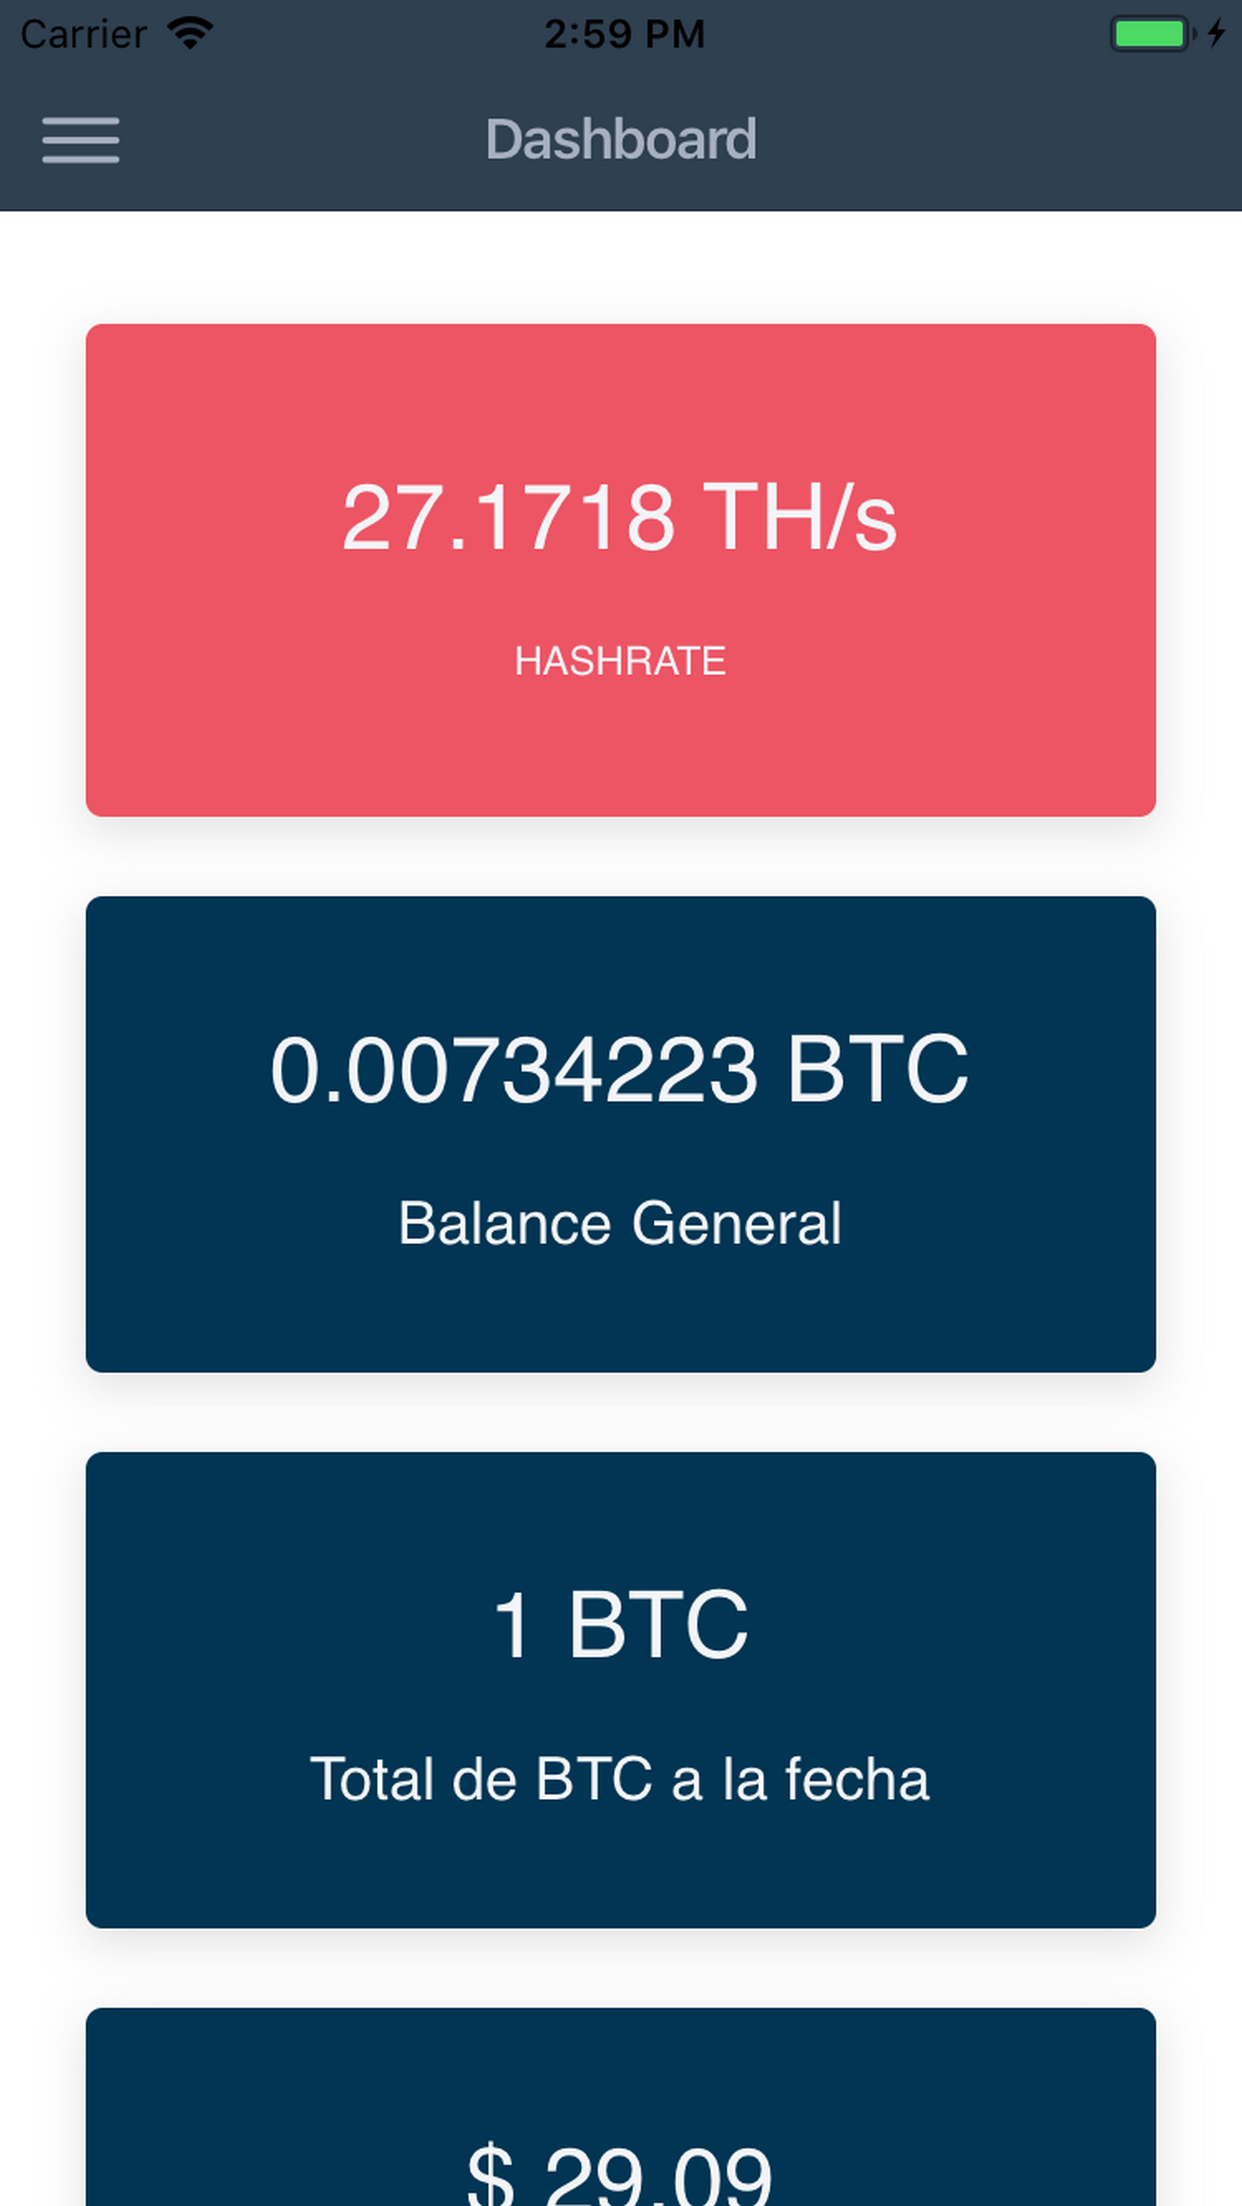 Carrier 2:59 PM
Dashboard
27.1718 TH/s
HASHRATE
0.00734223 BTC
Balance General
1 BTC
Total de BTC a la fecha
$ 29.09